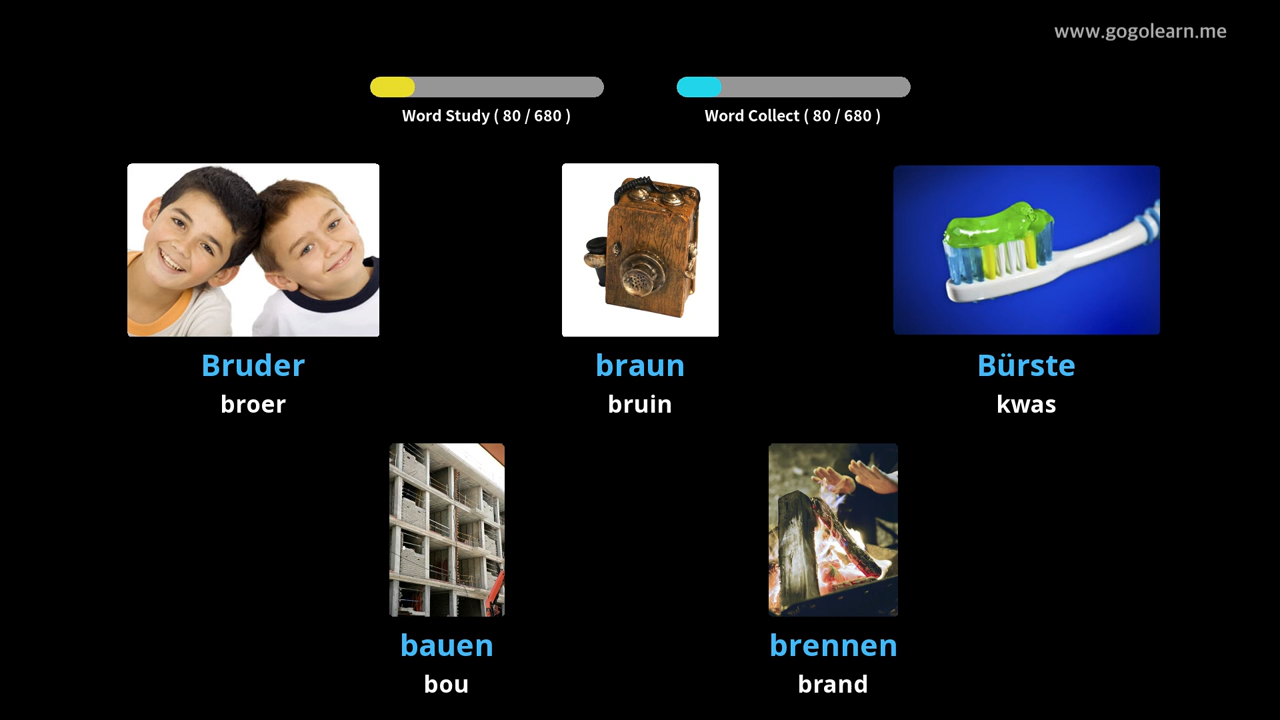 www.gogolearn.me
Word Study ( 80 / 680 )
Word Collect ( 80 / 680 )
Bruder
broer
braun
bruin
Bürste
kwas
bauen
bou
brennen
brand